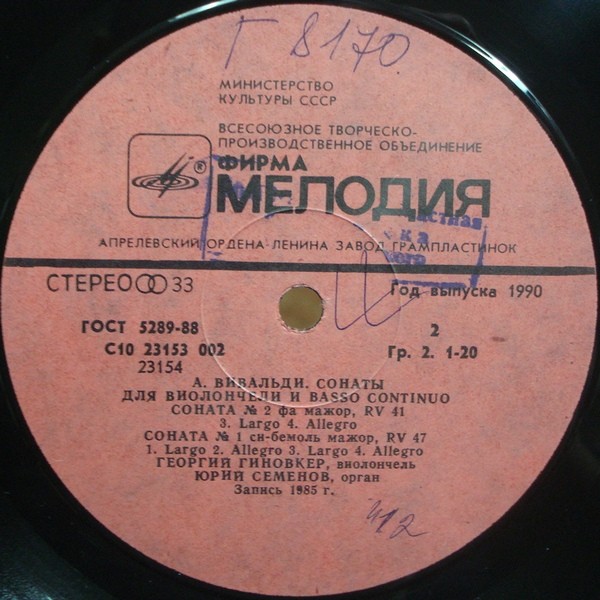 Г 8170
МИНИСТЕРСТВО
КУЛЬТУРЫ СССР
ВСЕСОЮЗНОЕ ТВОРЧЕСКО-
ПРОИЗВОДСТВЕННОЕ ОБЪЕДИНЕНИЕ
ФИРМА
®
МЕЛОДИЯ
АПРЕЛЕВСКИЙ ОРДЕНА ЛЕНИНА ЗАВОД ГРАМПЛАСТИНОК
СТЕРЕО 33
Год выпуска 1990
ГОСТ 5289-88
2
С10 23153 002
Гр. 2. 1-20
23154
А. ВИВАЛЬДИ. СОНАТЫ
ДЛЯ ВИОЛОНЧЕЛИ И BASSO CONTINUO
СОНАТА № 2 фа мажор, RV 41
3. Largo 4. Allegro
СОНАТА № 1 си-бемоль мажор, RV 47
1. Largo 2. Allegro 3. Largo 4. Allegro
ГЕОРГИЙ ГИНОВКЕР, виолончель
ЮРИЙ СЕМЕНОВ, орган
Запись 1985 г.